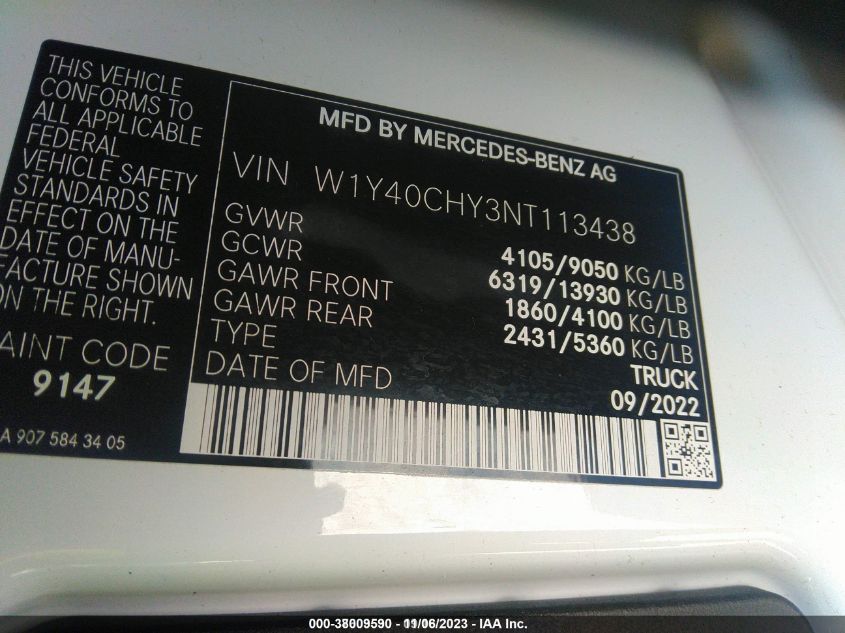 THIS VEHICLE
CONFORMS TO
ALL APPLICABLE
FEDERAL
VEHICLE SAFETY
STANDARDS IN
EFFECT ON THE
DATE OF MANU-
FACTURE SHOWN
ON THE RIGHT.
AINT CODE
9147
A 907 584 34 05
MFD BY MERCEDES-BENZ AG
VIN W1Y40CHY3NT113438
GVWR 4105/9050 KG/LB
GCWR 6319/13930 KG/LB
GAWR FRONT 1860/4100 KG/LB
GAWR REAR 2431/5360 KG/LB
TYPE TRUCK
DATE OF MFD 09/2022
000-38009590 - 11/06/2023 - IAA Inc.